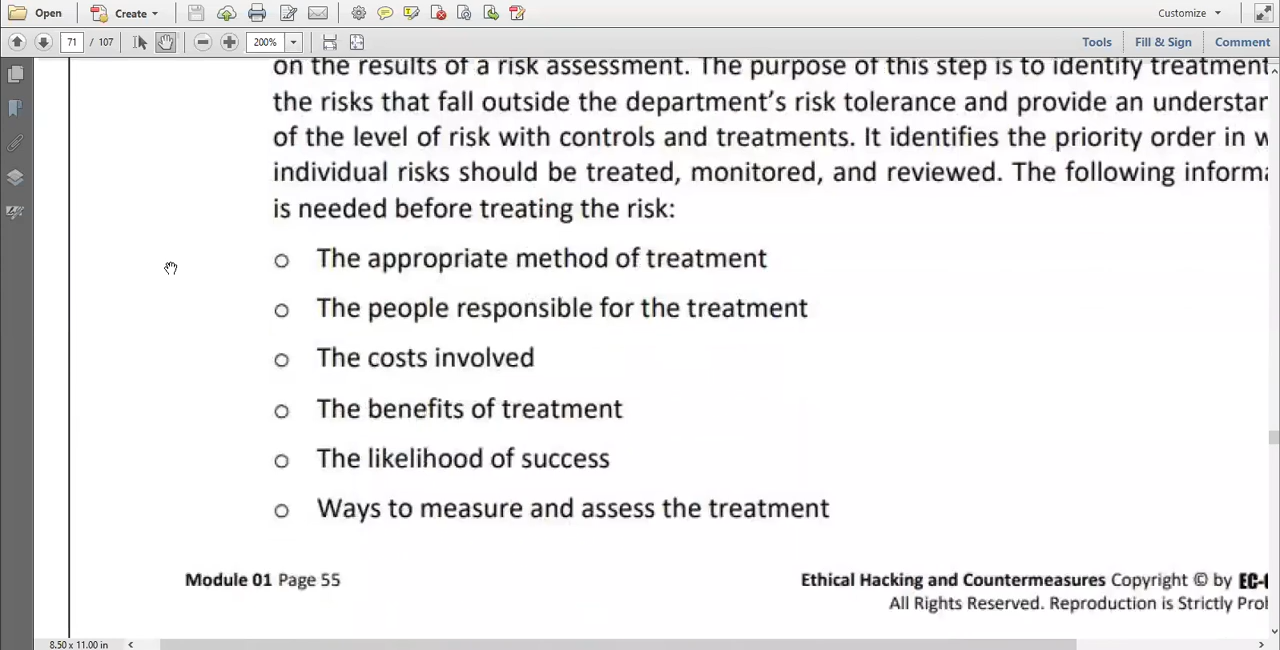 Open Create Customize
71 / 107 200% Tools Fill & Sign Comment
on the results of a risk assessment. The purpose of this step is to identify treatment
the risks that fall outside the department's risk tolerance and provide an understan
of the level of risk with controls and treatments. It identifies the priority order in w
individual risks should be treated, monitored, and reviewed. The following informa
is needed before treating the risk:
o The appropriate method of treatment
o The people responsible for the treatment
o The costs involved
o The benefits of treatment
o The likelihood of success
o Ways to measure and assess the treatment
Module 01 Page 55 Ethical Hacking and Countermeasures Copyright © by EC-C
All Rights Reserved. Reproduction is Strictly Proh
8.50 x 11.00 in